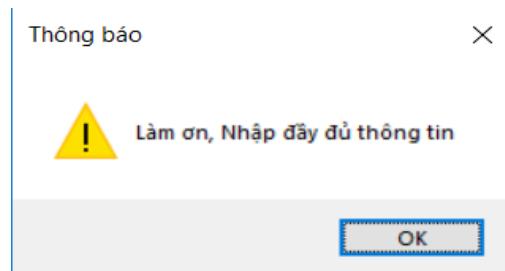 Thông báo
Làm ơn, Nhập đầy đủ thông tin
OK